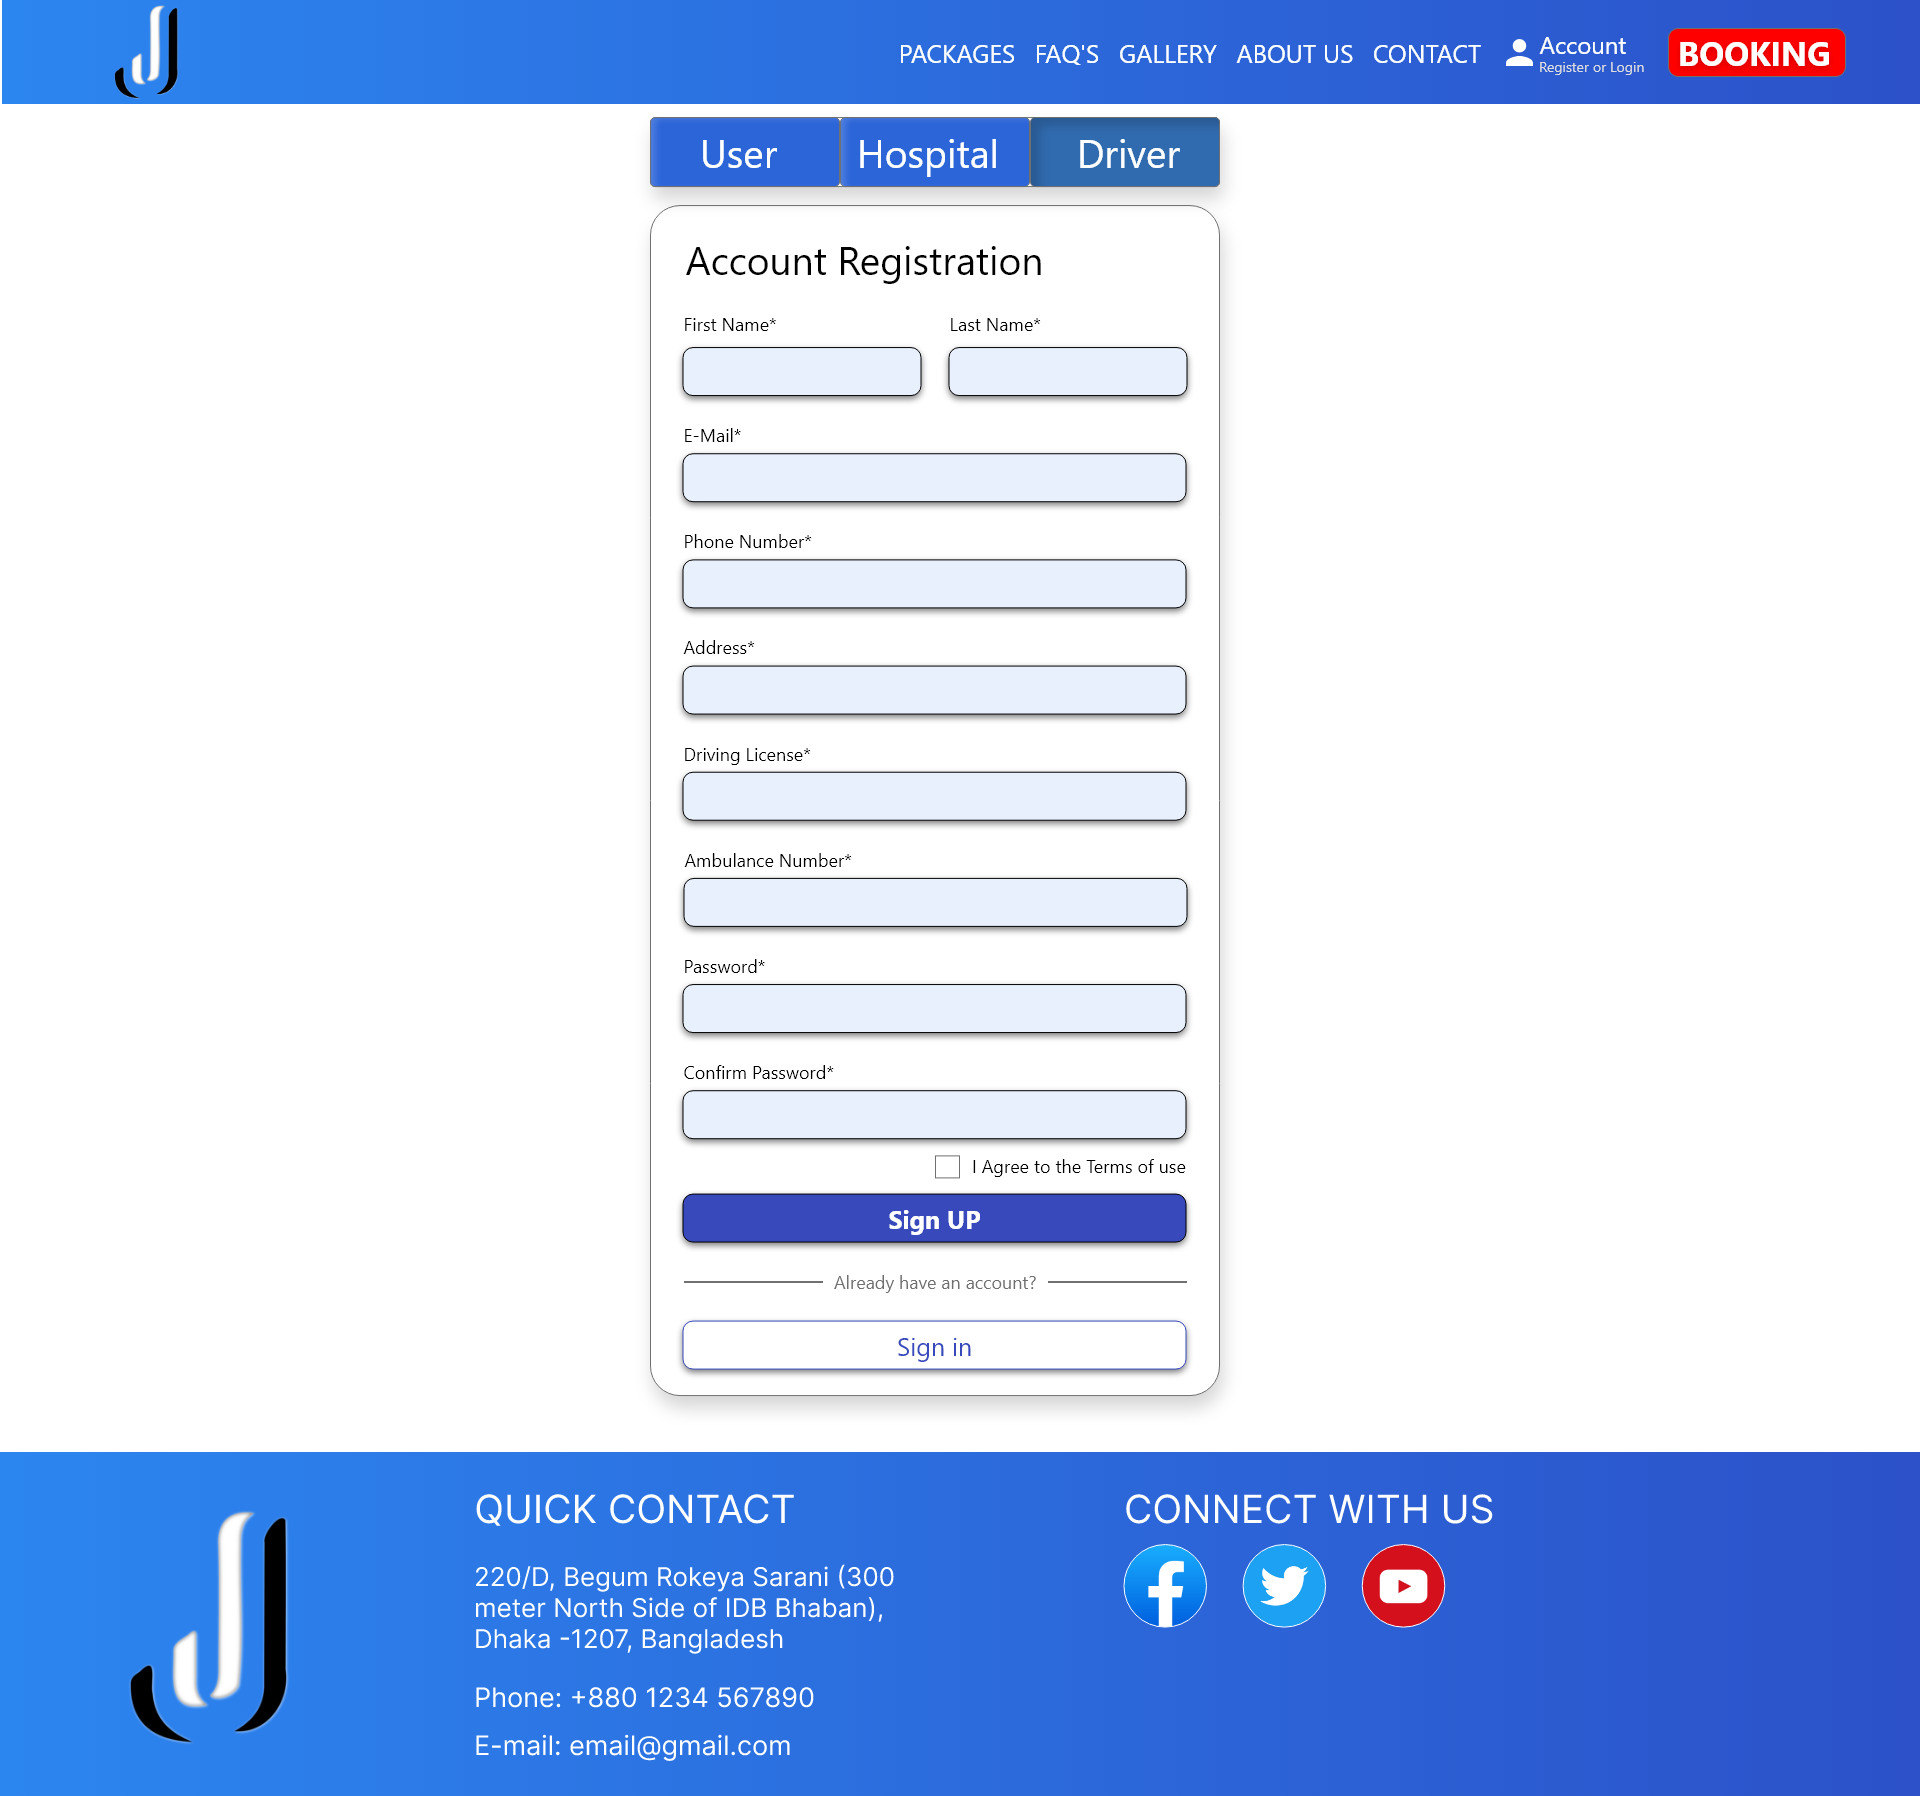 PACKAGES FAQ'S GALLERY ABOUT US CONTACT Account BOOKING
Register or Login
User Hospital Driver
Account Registration
First Name* Last Name*
E-Mail*
Phone Number*
Address*
Driving License*
Ambulance Number*
Password*
Confirm Password*
I Agree to the Terms of use
Sign UP
Already have an account?
Sign in
QUICK CONTACT
220/D, Begum Rokeya Sarani (300
meter North Side of IDB Bhaban),
Dhaka -1207, Bangladesh
Phone: +880 1234 567890
E-mail: email@gmail.com
CONNECT WITH US